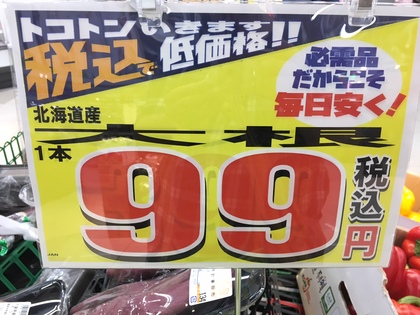 トコトンいきます
税込で低価格!!
必需品
だからこそ
毎日安く!
北海道産
大根
1本
99
税込
円
JAN